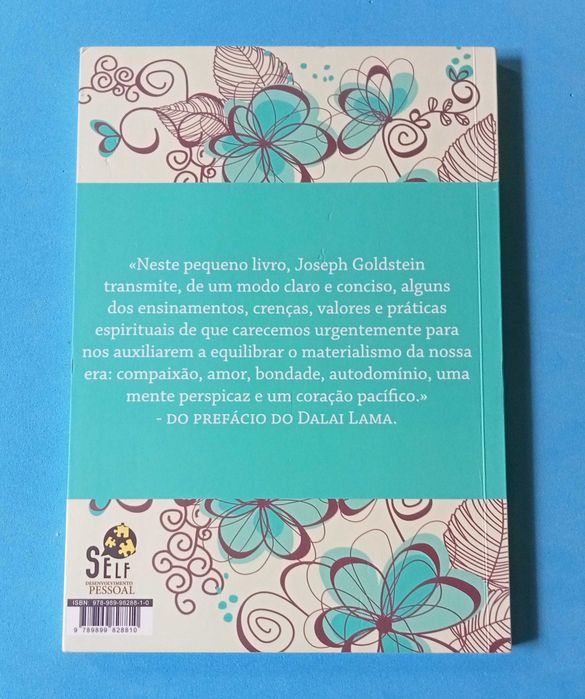 «Neste pequeno livro, Joseph Goldstein
transmite, de um modo claro e conciso, alguns
dos ensinamentos, crenças, valores e práticas
espirituais de que carecemos urgentemente para
nos auxiliarem a equilibrar o materialismo da nossa
era: compaixão, amor, bondade, autodomínio, uma
mente perspicaz e um coração pacífico.»
- DO PREFÁCIO DO DALAI LAMA.
SELF
DESENVOLVIMENTO
PESSOAL
ISBN: 978-989-98288-1-0
9 789899 828810